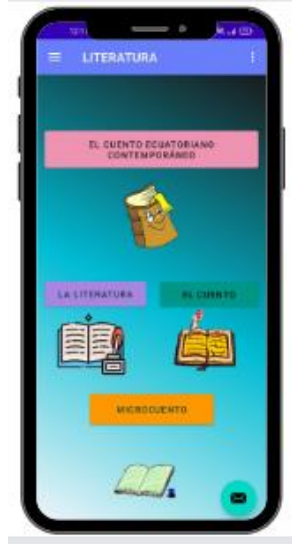 LITERATURA
EL CUENTO ECUATORIANO
CONTEMPORÁNEO
LA LITERATURA
EL CUENTO
MICROCUENTO